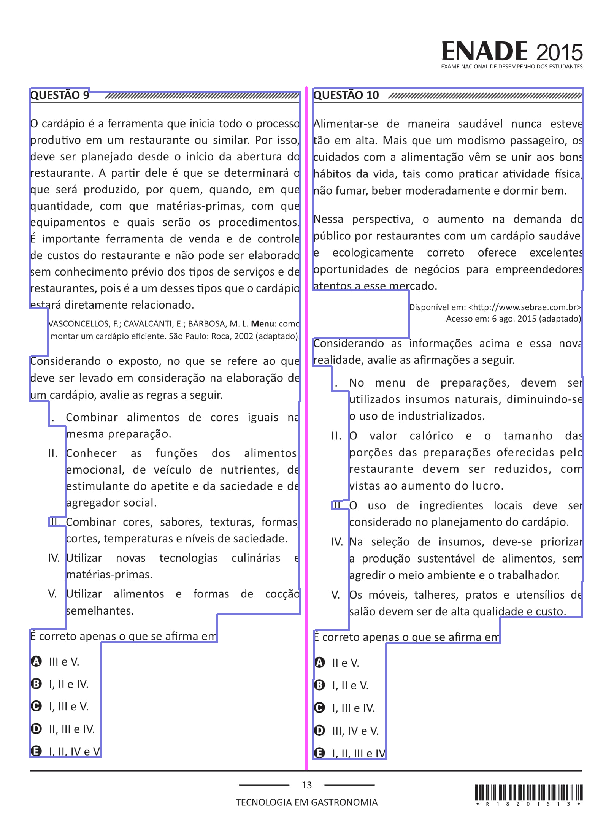 ENADE 2015
EXAME NACIONAL DE DESEMPENHO DOS ESTUDANTES
QUESTÃO 9
O cardápio é a ferramenta que inicia todo o processo
produtivo em um restaurante ou similar. Por isso,
deve ser planejado desde o início da abertura do
restaurante. A partir dele é que se determinará o
que será produzido, por quem, quando, em que
quantidade, com que matérias-primas, com que
equipamentos e quais serão os procedimentos.
É importante ferramenta de venda e de controle
de custos do restaurante e não pode ser elaborado
sem conhecimento prévio dos tipos de serviços e de
restaurantes, pois é a um desses tipos que o cardápio
estará diretamente relacionado.
VASCONCELLOS, F.; CAVALCANTI, E.; BARBOSA, M. L. Menu: como
montar um cardápio eficiente. São Paulo: Roca, 2002 (adaptado).
Considerando o exposto, no que se refere ao que
deve ser levado em consideração na elaboração de
um cardápio, avalie as regras a seguir.
I. Combinar alimentos de cores iguais na
mesma preparação.
II. Conhecer as funções dos alimentos:
emocional, de veículo de nutrientes, de
estimulante do apetite e da saciedade e de
agregador social.
III. Combinar cores, sabores, texturas, formas,
cortes, temperaturas e níveis de saciedade.
IV. Utilizar novas tecnologias culinárias e
matérias-primas.
V. Utilizar alimentos e formas de cocção
semelhantes.
É correto apenas o que se afirma em
A III e V.
B I, II e IV.
C I, III e V.
D II, III e IV.
E I, II, IV e V.
QUESTÃO 10
Alimentar-se de maneira saudável nunca esteve
tão em alta. Mais que um modismo passageiro, os
cuidados com a alimentação vêm se unir aos bons
hábitos da vida, tais como praticar atividade física,
não fumar, beber moderadamente e dormir bem.
Nessa perspectiva, o aumento na demanda do
público por restaurantes com um cardápio saudável
e ecologicamente correto oferece excelentes
oportunidades de negócios para empreendedores
atentos a esse mercado.
Disponível em: <http://www.sebrae.com.br>.
Acesso em: 6 ago. 2015 (adaptado).
Considerando as informações acima e essa nova
realidade, avalie as afirmações a seguir.
I. No menu de preparações, devem ser
utilizados insumos naturais, diminuindo-se
o uso de industrializados.
II. O valor calórico e o tamanho das
porções das preparações oferecidas pelo
restaurante devem ser reduzidos, com
vistas ao aumento do lucro.
III. O uso de ingredientes locais deve ser
considerado no planejamento do cardápio.
IV. Na seleção de insumos, deve-se priorizar
a produção sustentável de alimentos, sem
agredir o meio ambiente e o trabalhador.
V. Os móveis, talheres, pratos e utensílios de
salão devem ser de alta qualidade e custo.
É correto apenas o que se afirma em
A II e V.
B I, II e V.
C I, III e IV.
D III, IV e V.
E I, II, III e IV.
13
TECNOLOGIA EM GASTRONOMIA
*R18201513*